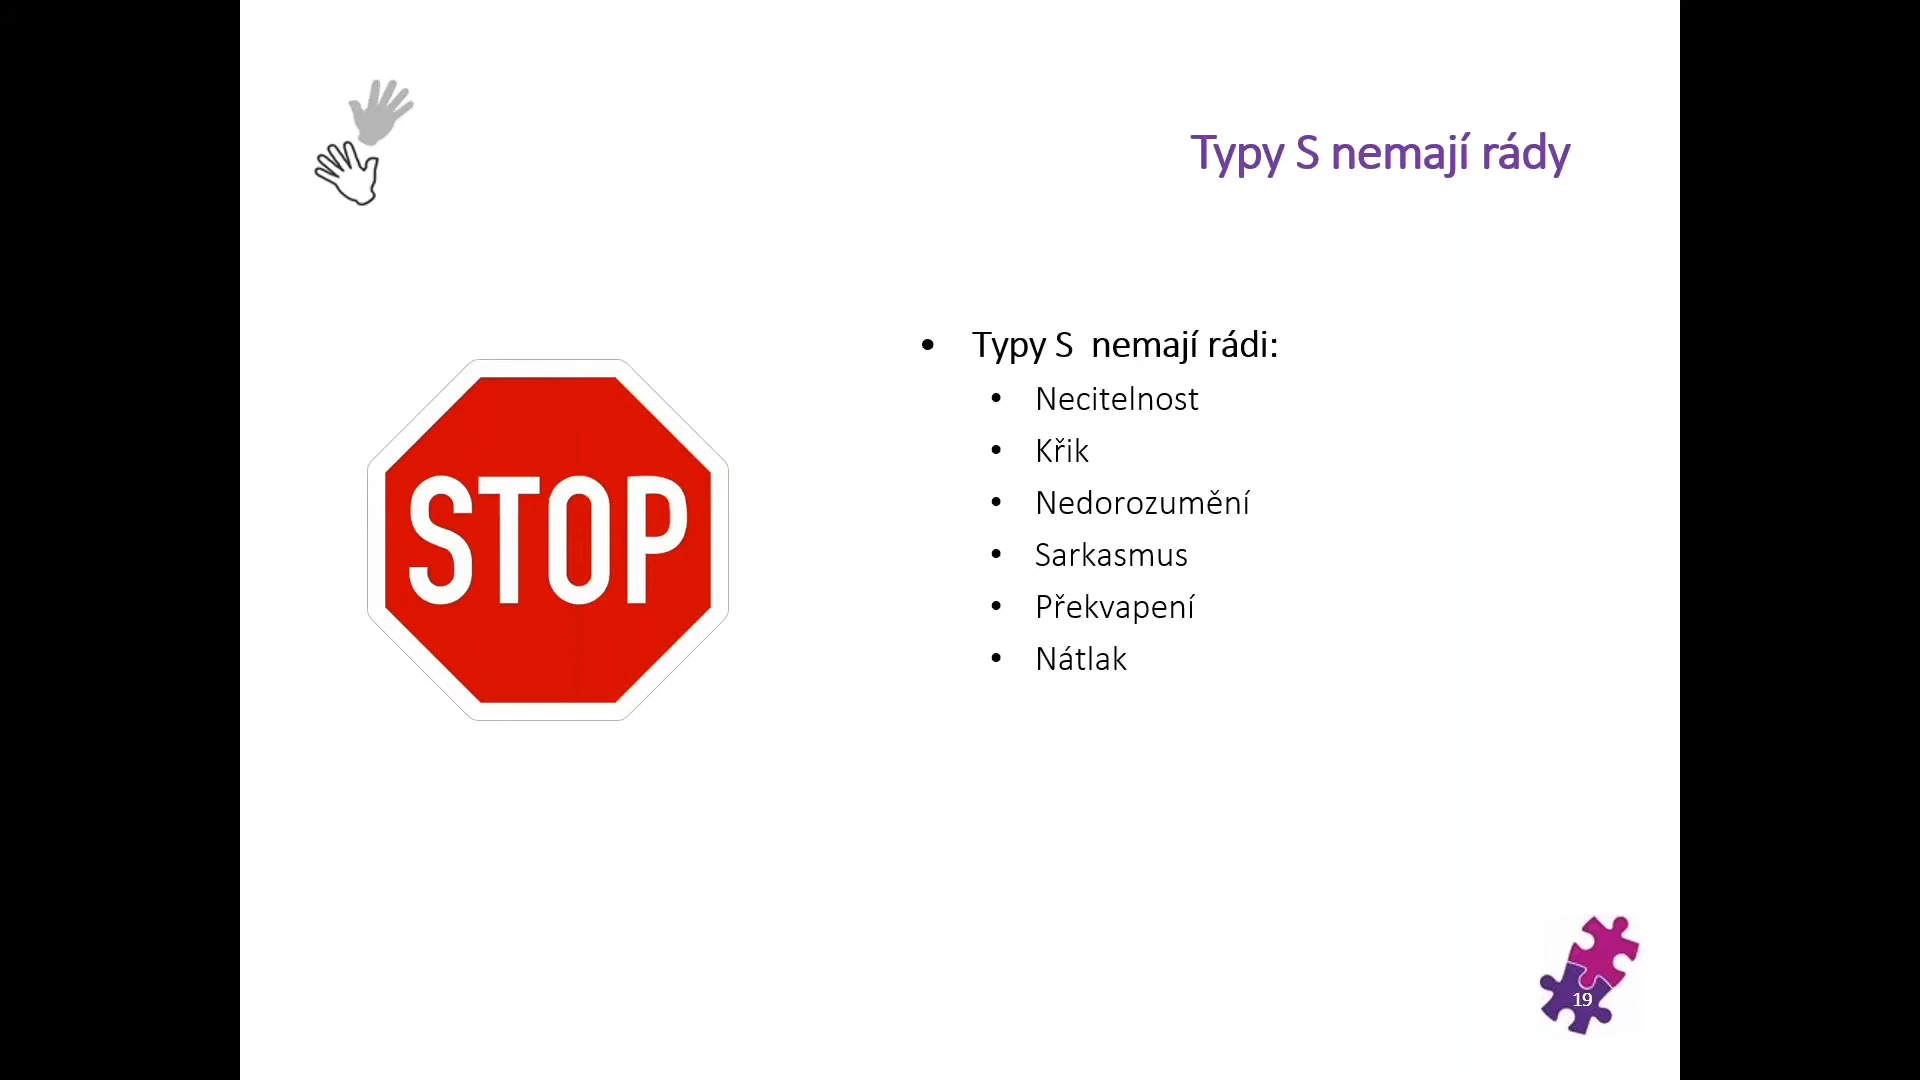 Typy S nemají rády
STOP
• Typy S  nemají rádi:
• Necitelnost
• Křik
• Nedorozumění
• Sarkasmus
• Překvapení
• Nátlak
19